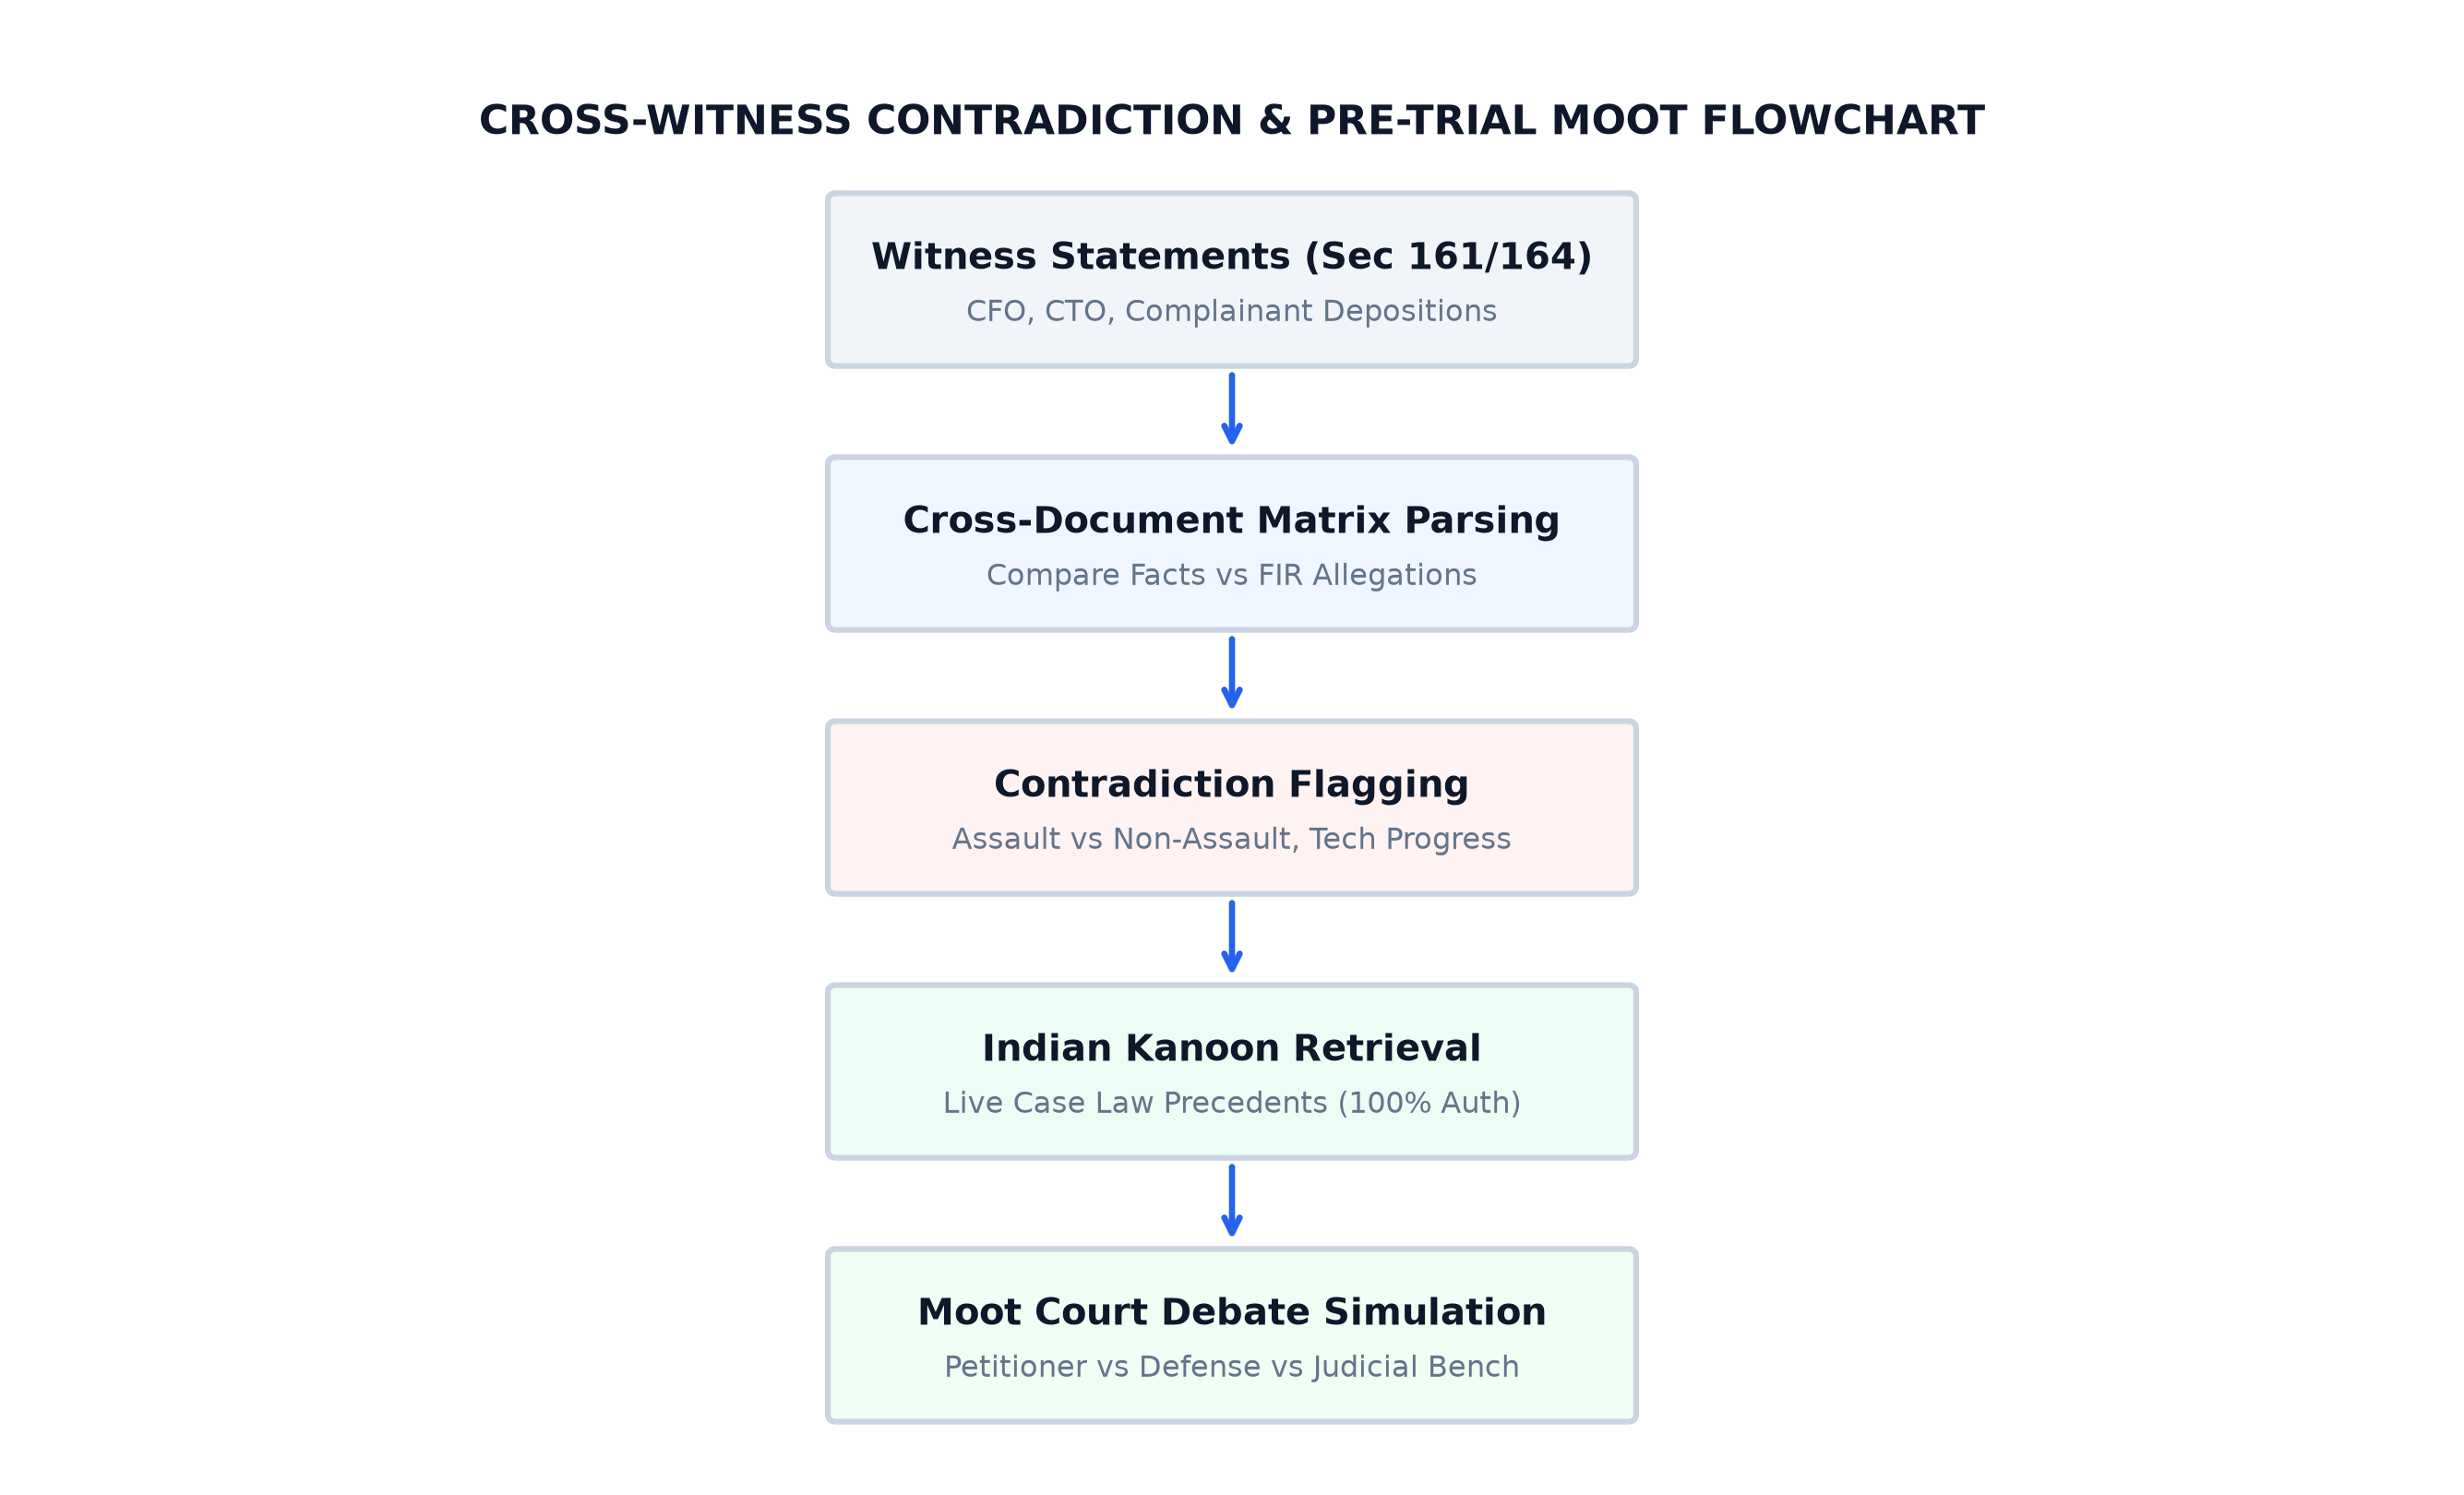 CROSS-WITNESS CONTRADICTION & PRE-TRIAL MOOT FLOWCHART
Witness Statements (Sec 161/164)
CFO, CTO, Complainant Depositions
Cross-Document Matrix Parsing
Compare Facts vs FIR Allegations
Contradiction Flagging
Assault vs Non-Assault, Tech Progress
Indian Kanoon Retrieval
Live Case Law Precedents (100% Auth)
Moot Court Debate Simulation
Petitioner vs Defense vs Judicial Bench